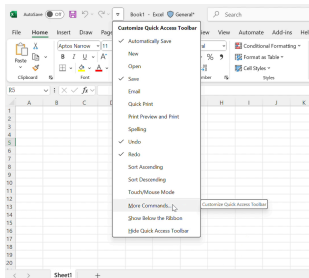 AutoSave Off Book1 - Excel General* Search
File Home Insert Draw Page View Automate Add-ins Help
Customize Quick Access Toolbar
Automatically Save
New
Open
Save
Email
Quick Print
Print Preview and Print
Spelling
Undo
Redo
Sort Ascending
Sort Descending
Touch/Mouse Mode
More Commands...
Show Below the Ribbon
Hide Quick Access Toolbar
Customize Quick Access Toolbar
Paste
Aptos Narrow 11
B I U A A
Clipboard Font
% 9
Conditional Formatting
Format as Table
Cell Styles
Styles
R5 fx
A B C H I J K
1
2
3
4
5
6
7
8
9
10
11
12
13
14
15
16
17
18
19
20
Sheet1 +